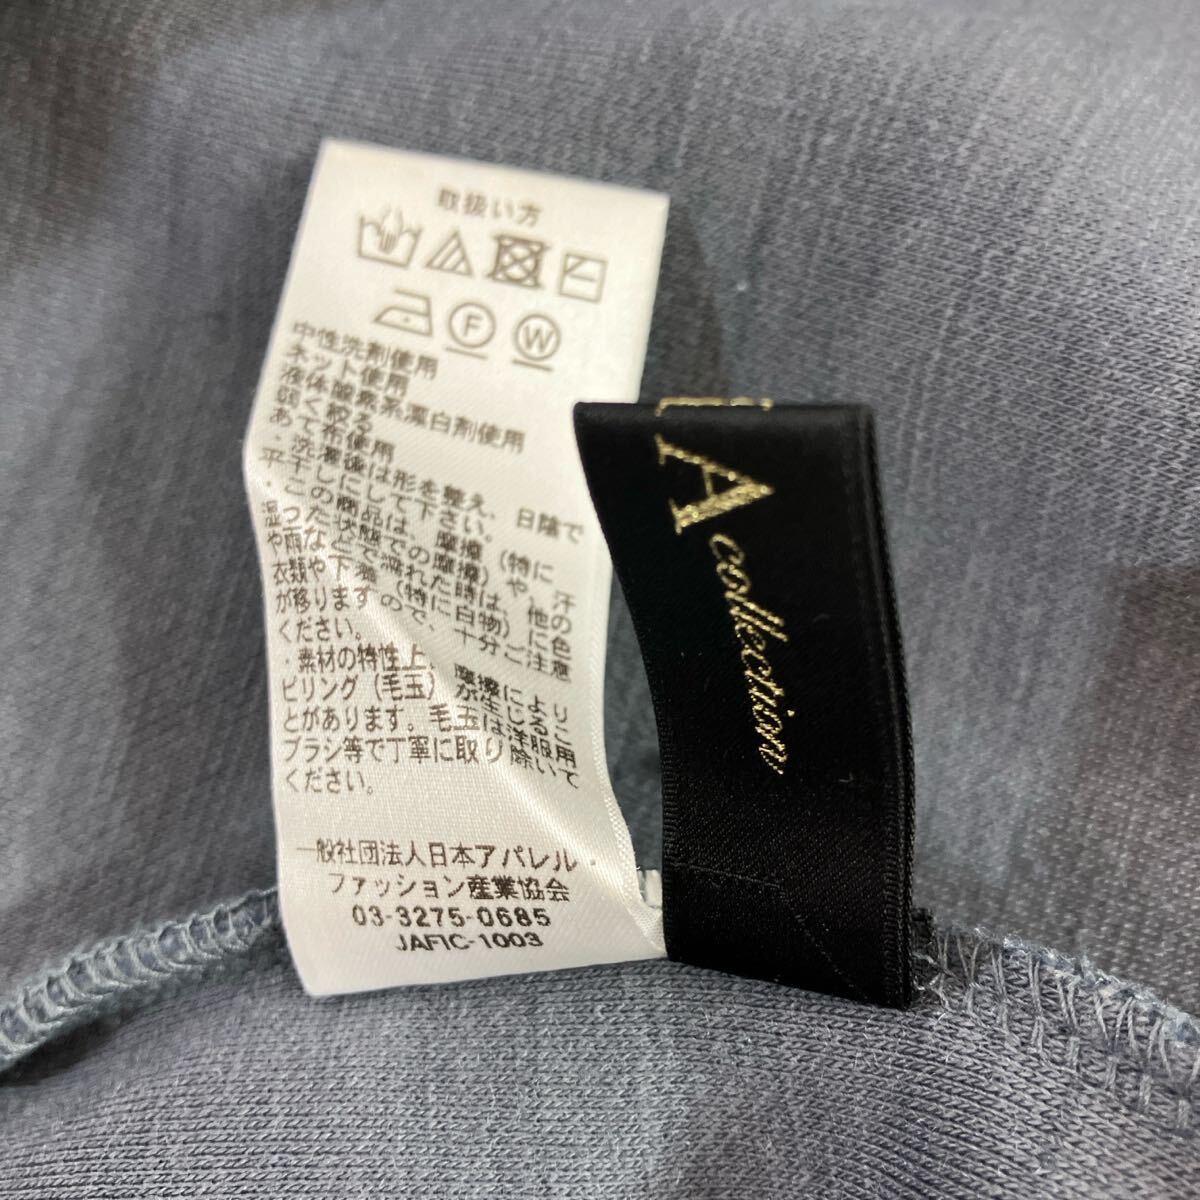 取扱い方
F W
中性洗剤使用
ネット使用
液体酸素系漂白剤使用
弱く絞る
あて布使用
・洗濯後は形を整え、日陰で
平干しにして下さい。
・この商品は、摩擦(特に
湿った状態での摩擦)や、汗
や雨などで濡れた時は、他の
衣類や下着(特に白物)に色
が移りますので、十分ご注意
ください。
・素材の特性上、摩擦により
ピリング(毛玉)が生じるこ
とがあります。毛玉は洋服用
ブラシ等で丁寧に取り除いて
ください。
一般社団法人日本アパレル・
ファッション産業協会
03-3275-0685
JAFIC-1003
A collection